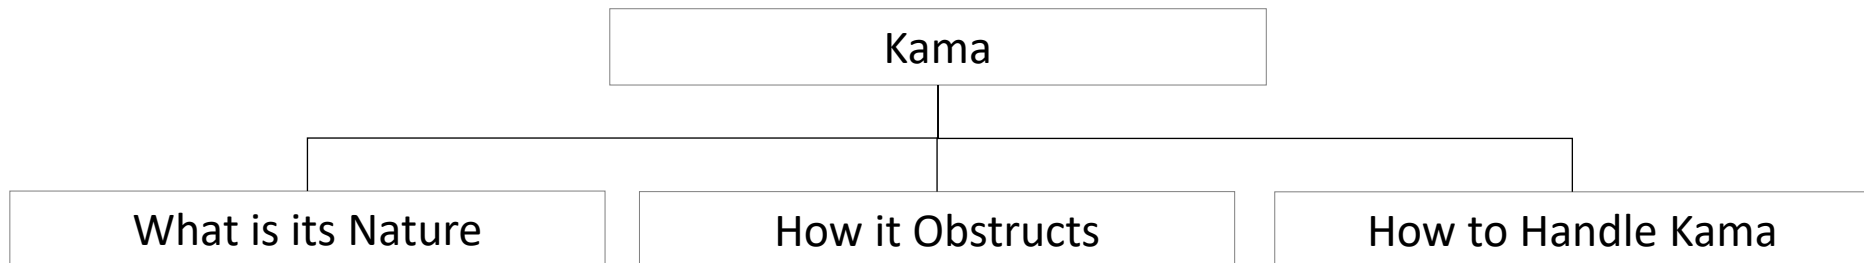 Kama
What is its Nature
How it Obstructs
How to Handle Kama